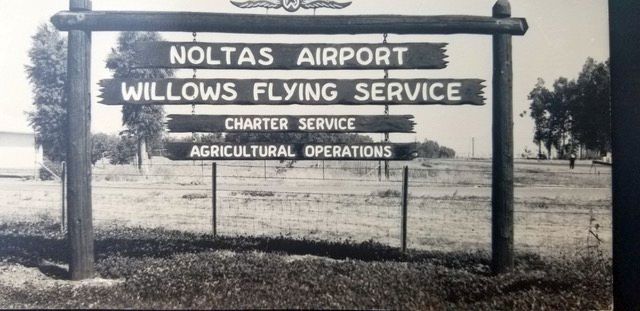 NOLTAS AIRPORT
WILLOWS FLYING SERVICE
CHARTER SERVICE
AGRICULTURAL OPERATIONS